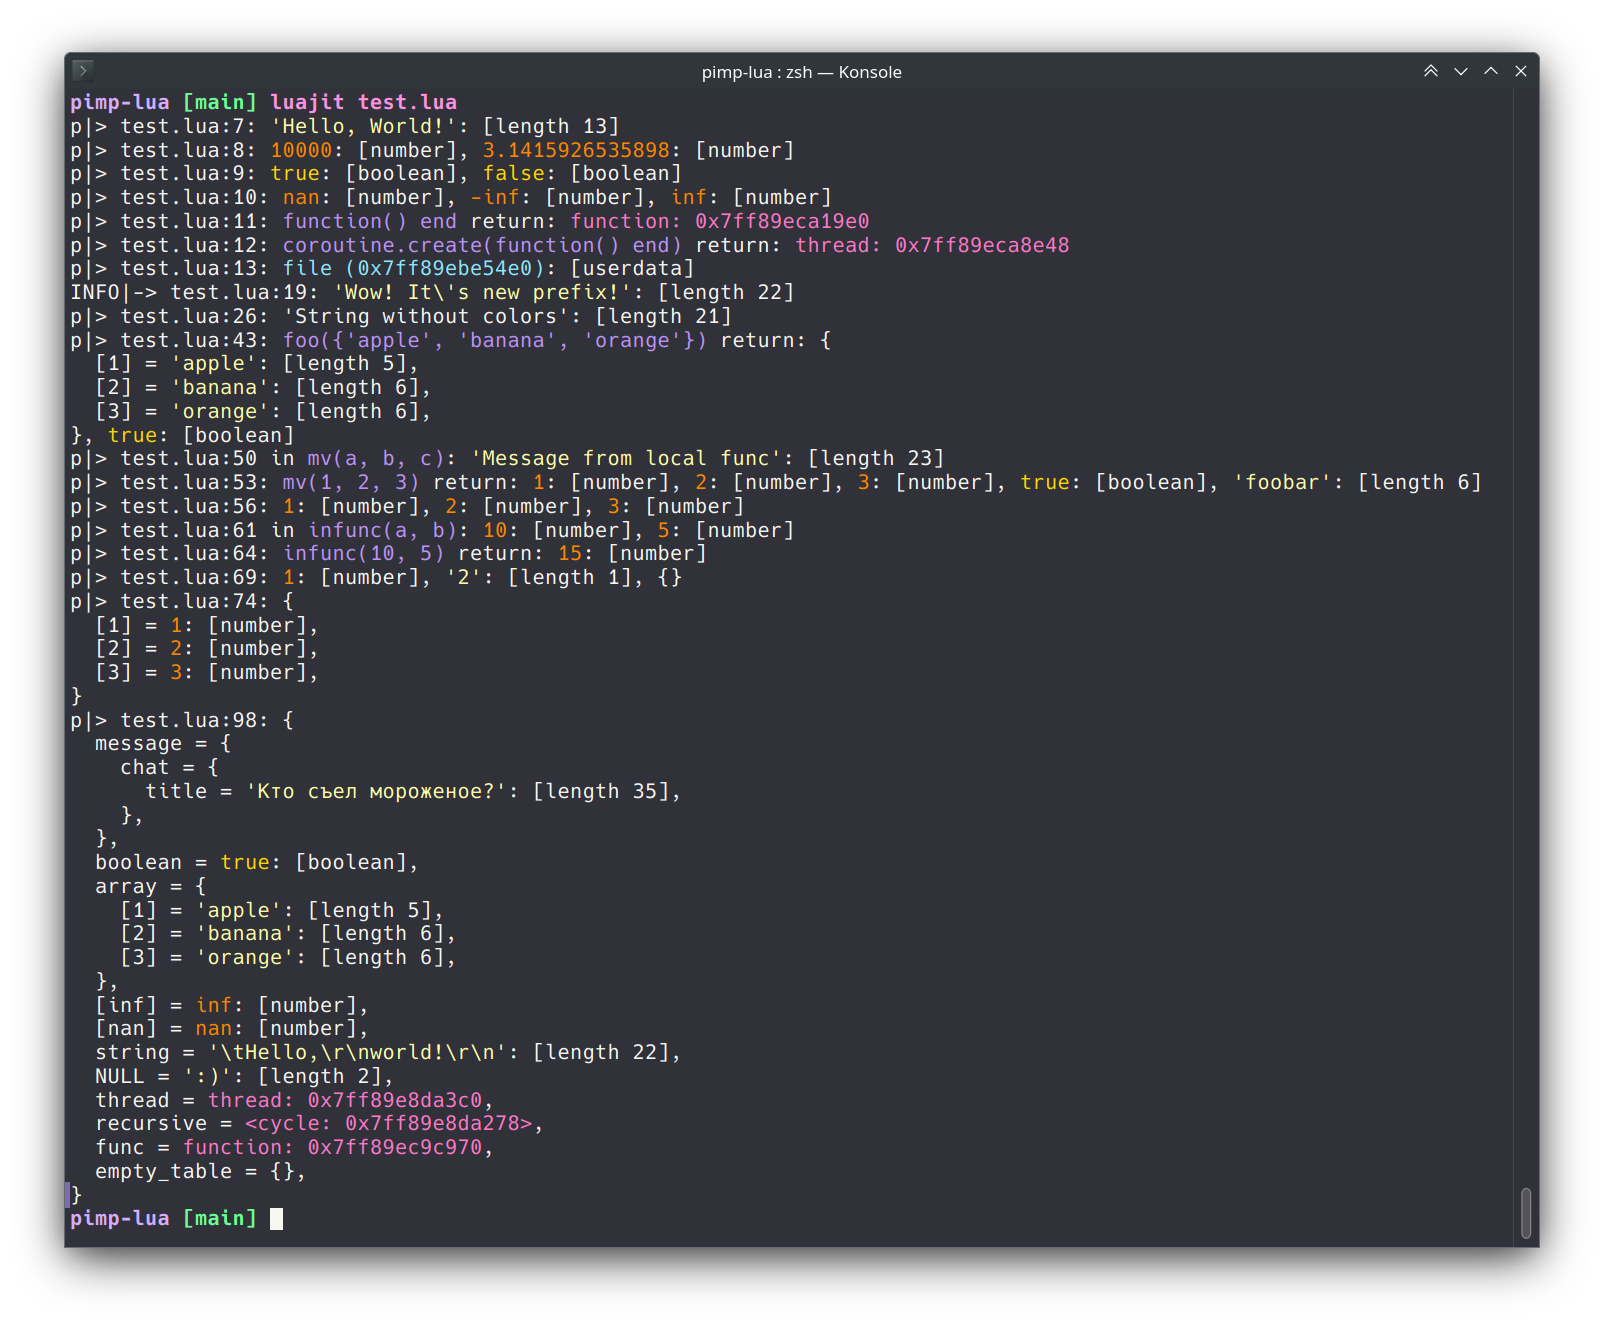 pimp-lua : zsh — Konsole
pimp-lua [main] luajit test.lua
p|> test.lua:7: 'Hello, World!': [length 13]
p|> test.lua:8: 10000: [number], 3.1415926535898: [number]
p|> test.lua:9: true: [boolean], false: [boolean]
p|> test.lua:10: nan: [number], -inf: [number], inf: [number]
p|> test.lua:11: function() end return: function: 0x7ff89eca19e0
p|> test.lua:12: coroutine.create(function() end) return: thread: 0x7ff89eca8e48
p|> test.lua:13: file (0x7ff89ebe54e0): [userdata]
INFO|-> test.lua:19: 'Wow! It\'s new prefix!': [length 22]
p|> test.lua:26: 'String without colors': [length 21]
p|> test.lua:43: foo({'apple', 'banana', 'orange'}) return: {
  [1] = 'apple': [length 5],
  [2] = 'banana': [length 6],
  [3] = 'orange': [length 6],
}, true: [boolean]
p|> test.lua:50 in mv(a, b, c): 'Message from local func': [length 23]
p|> test.lua:53: mv(1, 2, 3) return: 1: [number], 2: [number], 3: [number], true: [boolean], 'foobar': [length 6]
p|> test.lua:56: 1: [number], 2: [number], 3: [number]
p|> test.lua:61 in infunc(a, b): 10: [number], 5: [number]
p|> test.lua:64: infunc(10, 5) return: 15: [number]
p|> test.lua:69: 1: [number], '2': [length 1], {}
p|> test.lua:74: {
  [1] = 1: [number],
  [2] = 2: [number],
  [3] = 3: [number],
}
p|> test.lua:98: {
  message = {
    chat = {
      title = 'Кто съел мороженое?': [length 35],
    },
  },
  boolean = true: [boolean],
  array = {
    [1] = 'apple': [length 5],
    [2] = 'banana': [length 6],
    [3] = 'orange': [length 6],
  },
  [inf] = inf: [number],
  [nan] = nan: [number],
  string = '\tHello,\r\nworld!\r\n': [length 22],
  NULL = ':)': [length 2],
  thread = thread: 0x7ff89e8da3c0,
  recursive = <cycle: 0x7ff89e8da278>,
  func = function: 0x7ff89ec9c970,
  empty_table = {},
}
pimp-lua [main]